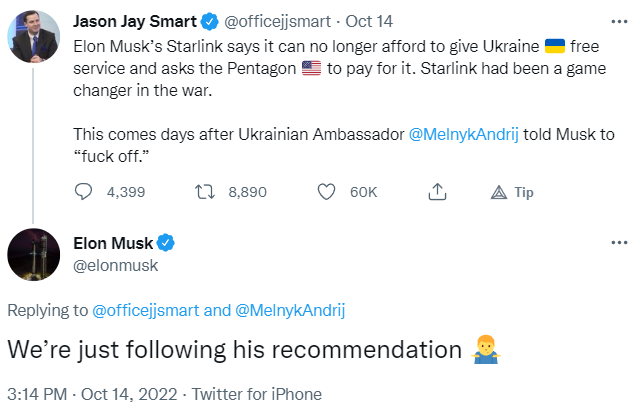 Jason Jay Smart @officejjsmart · Oct 14
Elon Musk’s Starlink says it can no longer afford to give Ukraine 🇺🇦 free
service and asks the Pentagon 🇺🇸 to pay for it. Starlink had been a game
changer in the war.
This comes days after Ukrainian Ambassador @MelnykAndrij told Musk to
“fuck off.”
4,399 8,890 60K Tip
Elon Musk
@elonmusk
Replying to @officejjsmart and @MelnykAndrij
We’re just following his recommendation 🤷‍♂️
3:14 PM · Oct 14, 2022 · Twitter for iPhone